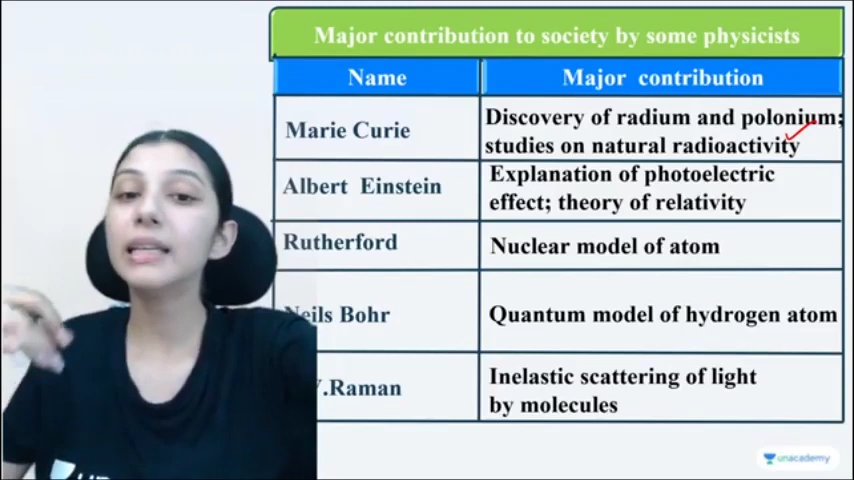 Major contribution to society by some physicists
Name
Major contribution
Marie Curie
Discovery of radium and polonium;
studies on natural radioactivity
Albert Einstein
Explanation of photoelectric
effect; theory of relativity
Rutherford
Nuclear model of atom
Neils Bohr
Quantum model of hydrogen atom
V.Raman
Inelastic scattering of light
by molecules
unacademy